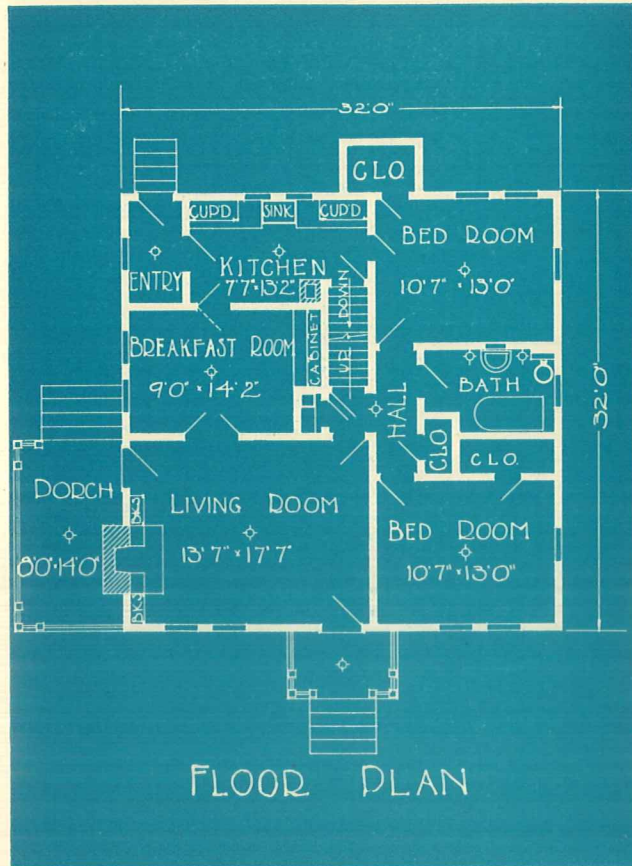 32'0"
CLO.
CUP'D.
SINK
CUP'D.
BED ROOM
10'7" x 13'0"
ENTRY
KITCHEN
7'7" x 13'2"
UP
DOWN
CABINET
BREAKFAST ROOM
9'0" x 14'2"
BATH
HALL
CLO
CLO.
32'0"
PORCH
8'0" x 14'0"
BKS
LIVING ROOM
13'7" x 17'7"
BED ROOM
10'7" x 13'0"
BKS
FLOOR PLAN